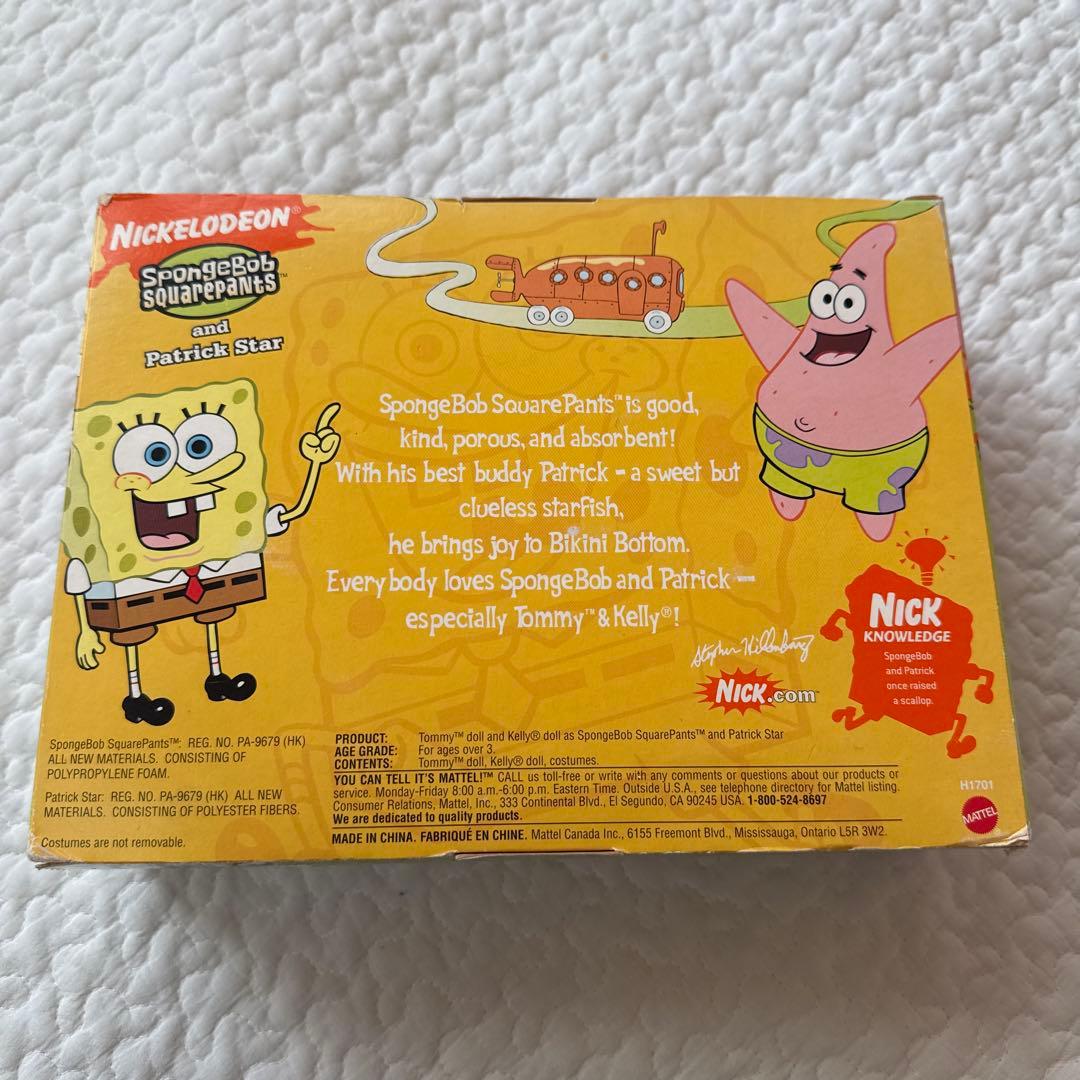 NICKELODEON®
SpongeBob
SQUAREPANTS™
and
Patrick Star
SpongeBob SquarePants™ is good,
kind, porous, and absorbent!
With his best buddy Patrick - a sweet but
clueless starfish,
he brings joy to Bikini Bottom.
Everybody loves SpongeBob and Patrick —
especially Tommy™ & Kelly®!
Stephen Hillenburg
NICK.com
NICK
KNOWLEDGE
SpongeBob
and Patrick
once raised
a scallop.
SpongeBob SquarePants™: REG. NO. PA-9679 (HK)
ALL NEW MATERIALS. CONSISTING OF
POLYPROPYLENE FOAM.
Patrick Star: REG. NO. PA-9679 (HK) ALL NEW
MATERIALS. CONSISTING OF POLYESTER FIBERS.
Costumes are not removable.
PRODUCT: Tommy™ doll and Kelly® doll as SpongeBob SquarePants™ and Patrick Star
AGE GRADE: For ages over 3.
CONTENTS: Tommy™ doll, Kelly® doll, costumes.
YOU CAN TELL IT'S MATTEL!™ CALL us toll-free or write with any comments or questions about our products or
service. Monday-Friday 8:00 a.m.-6:00 p.m. Eastern Time. Outside U.S.A., see telephone directory for Mattel listing.
Consumer Relations, Mattel, Inc., 333 Continental Blvd., El Segundo, CA 90245 USA. 1-800-524-8697
We are dedicated to quality products.
MADE IN CHINA. FABRIQUÉ EN CHINE. Mattel Canada Inc., 6155 Freemont Blvd., Mississauga, Ontario L5R 3W2.
H1701
MATTEL